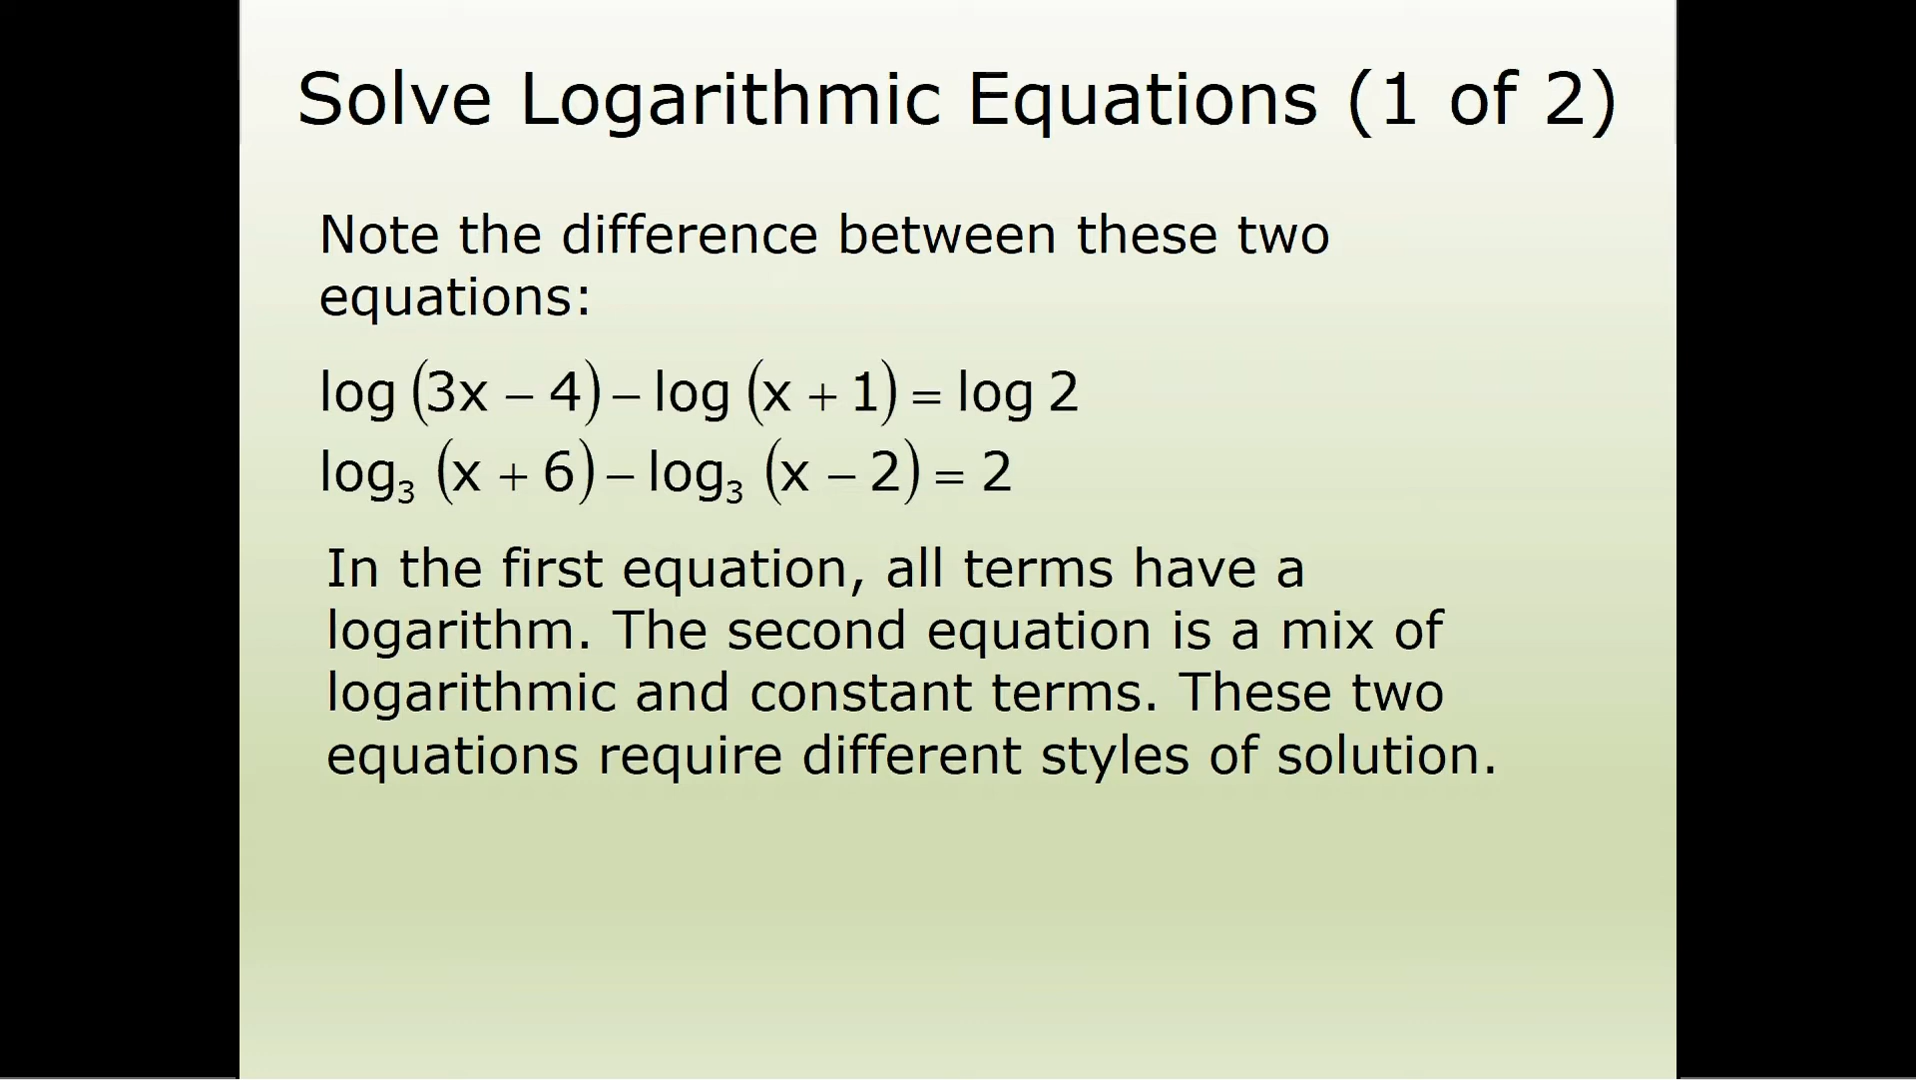 Solve Logarithmic Equations (1 of 2)
Note the difference between these two
equations:
log (3x − 4) − log (x + 1) = log 2
log₃ (x + 6) − log₃ (x − 2) = 2
In the first equation, all terms have a
logarithm. The second equation is a mix of
logarithmic and constant terms. These two
equations require different styles of solution.